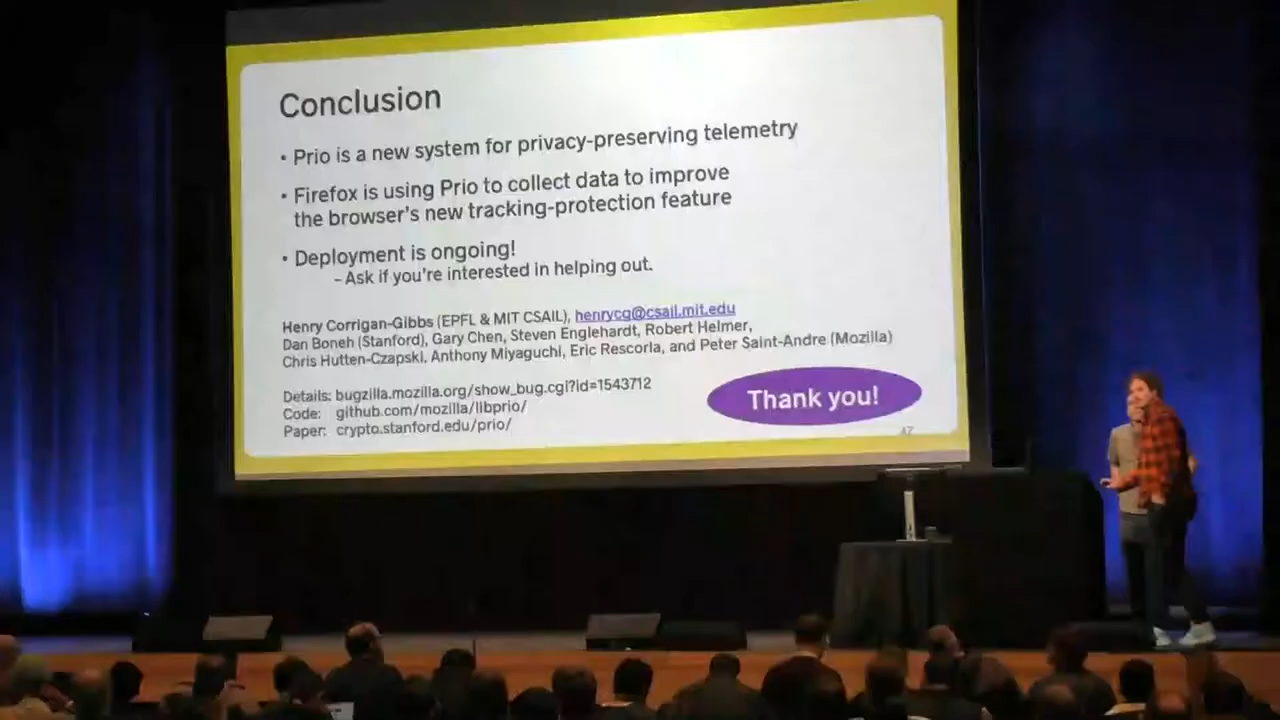 Conclusion
• Prio is a new system for privacy-preserving telemetry
• Firefox is using Prio to collect data to improve
the browser's new tracking-protection feature
• Deployment is ongoing!
– Ask if you're interested in helping out.
Henry Corrigan-Gibbs (EPFL & MIT CSAIL), henrycg@csail.mit.edu
Dan Boneh (Stanford), Gary Chen, Steven Englehardt, Robert Helmer,
Chris Hutten-Czapski, Anthony Miyaguchi, Eric Rescorla, and Peter Saint-Andre (Mozilla)
Details: bugzilla.mozilla.org/show_bug.cgi?id=1543712
Code: github.com/mozilla/libprio/
Paper: crypto.stanford.edu/prio/
Thank you!
47